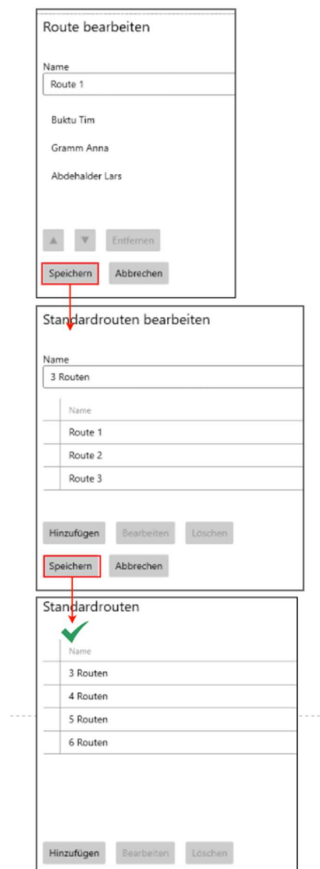 Route bearbeiten
Name
Route 1
Buktu Tim
Gramm Anna
Abdehalder Lars
Entfernen
Speichern Abbrechen
Standardrouten bearbeiten
Name
3 Routen
Name
Route 1
Route 2
Route 3
Hinzufügen Bearbeiten Löschen
Speichern Abbrechen
Standardrouten
Name
3 Routen
4 Routen
5 Routen
6 Routen
Hinzufügen Bearbeiten Löschen